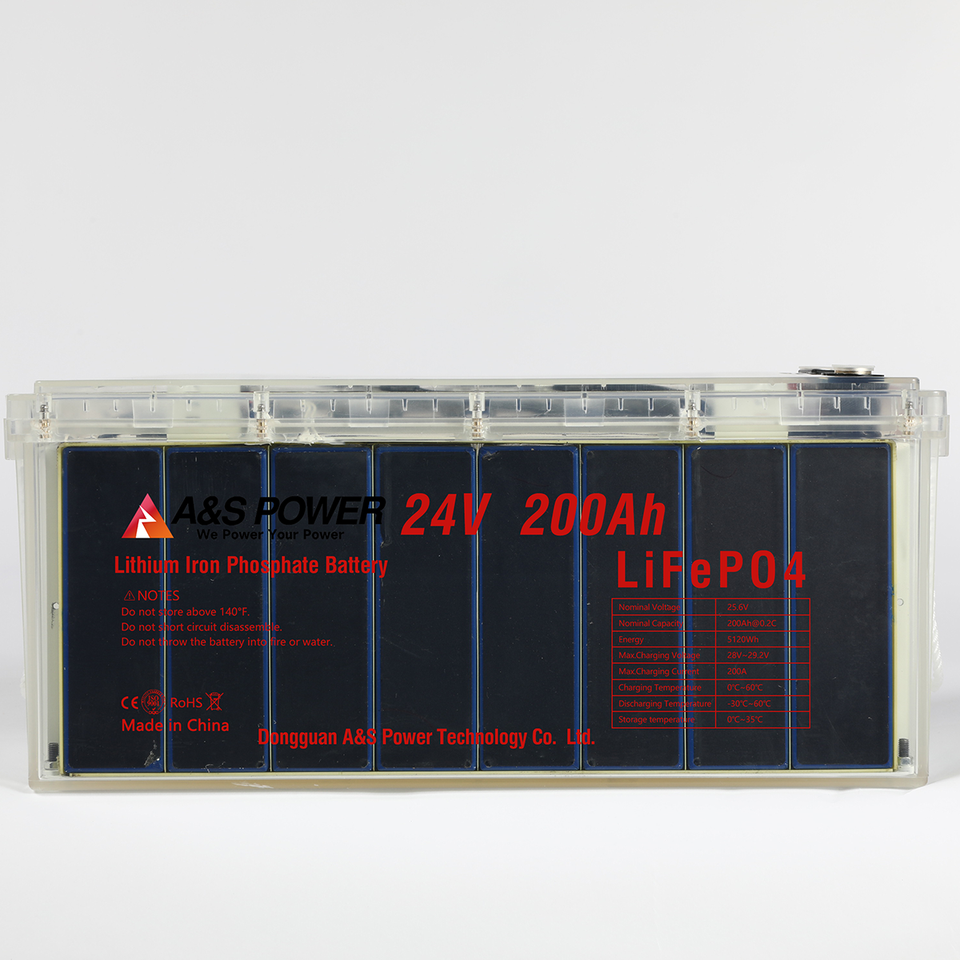 A&S POWER
We Power Your Power
24V 200Ah
Lithium Iron Phosphate Battery
LiFePO4
⚠NOTES
Do not store above 140°F.
Do not short circuit disassemble.
Do not throw the battery into fire or water.
Nominal Voltage 25.6V
Nominal Capacity 200Ah@0.2C
Energy 5120Wh
Max.Charging Voltage 28V~29.2V
Max.Charging Current 200A
Charging Temperature 0℃~60℃
Discharging Temperature -30℃~60℃
Storage temperature 0℃~35℃
CE ISO 9001 RoHS
Made in China
Dongguan A&S Power Technology Co. Ltd.